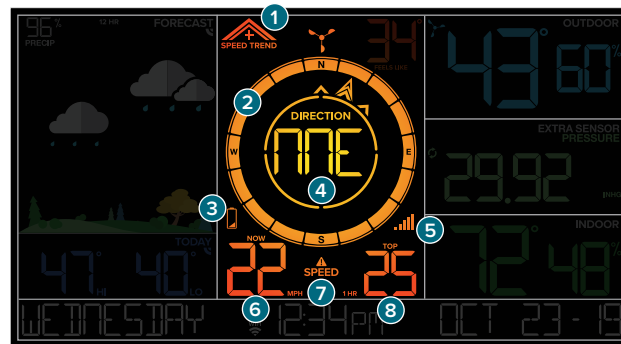 1
96% 12 HR FORECAST
PRECIP
SPEED TREND
34°
FEELS LIKE
OUTDOOR
43° 60%
N
2
DIRECTION
NNE
W E
4
EXTRA SENSOR
PRESSURE
29.92 INHG
3
5
S
TODAY
47° HI 40° LO
NOW
22 MPH
SPEED
1 HR
TOP
25
INDOOR
72° 48%
6 7 8
WEDNESDAY 12:34PM OCT 23-19